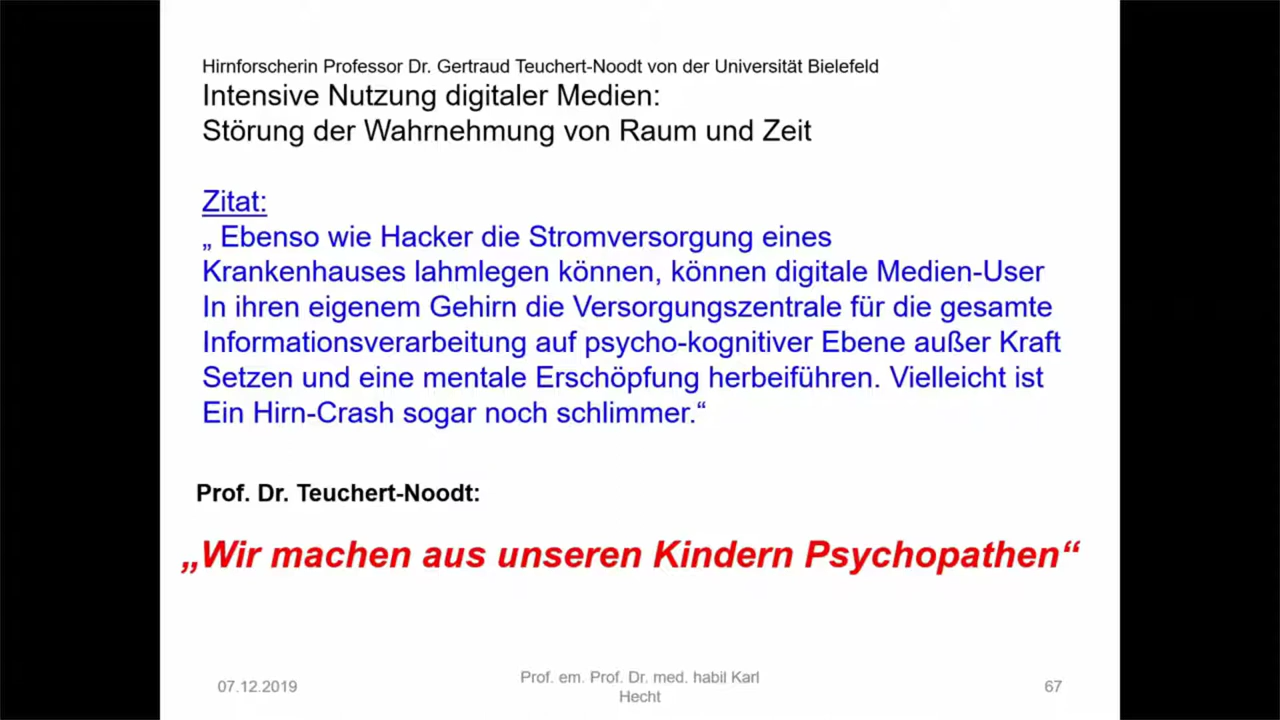 Hirnforscherin Professor Dr. Gertraud Teuchert-Noodt von der Universität Bielefeld
Intensive Nutzung digitaler Medien:
Störung der Wahrnehmung von Raum und Zeit
Zitat:
„ Ebenso wie Hacker die Stromversorgung eines
Krankenhauses lahmlegen können, können digitale Medien-User
In ihren eigenem Gehirn die Versorgungszentrale für die gesamte
Informationsverarbeitung auf psycho-kognitiver Ebene außer Kraft
Setzen und eine mentale Erschöpfung herbeiführen. Vielleicht ist
Ein Hirn-Crash sogar noch schlimmer.“
Prof. Dr. Teuchert-Noodt:
„Wir machen aus unseren Kindern Psychopathen“
07.12.2019
Prof. em. Prof. Dr. med. habil Karl
Hecht
67